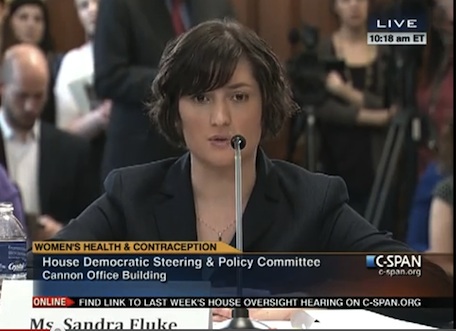 LIVE
10:18 am ET
WOMEN'S HEALTH & CONTRACEPTION
House Democratic Steering & Policy Committee
Cannon Office Building
C-SPAN
c-span.org
ONLINE FIND LINK TO LAST WEEK'S HOUSE OVERSIGHT HEARING ON C-SPAN.ORG
Ms. Sandra Fluke